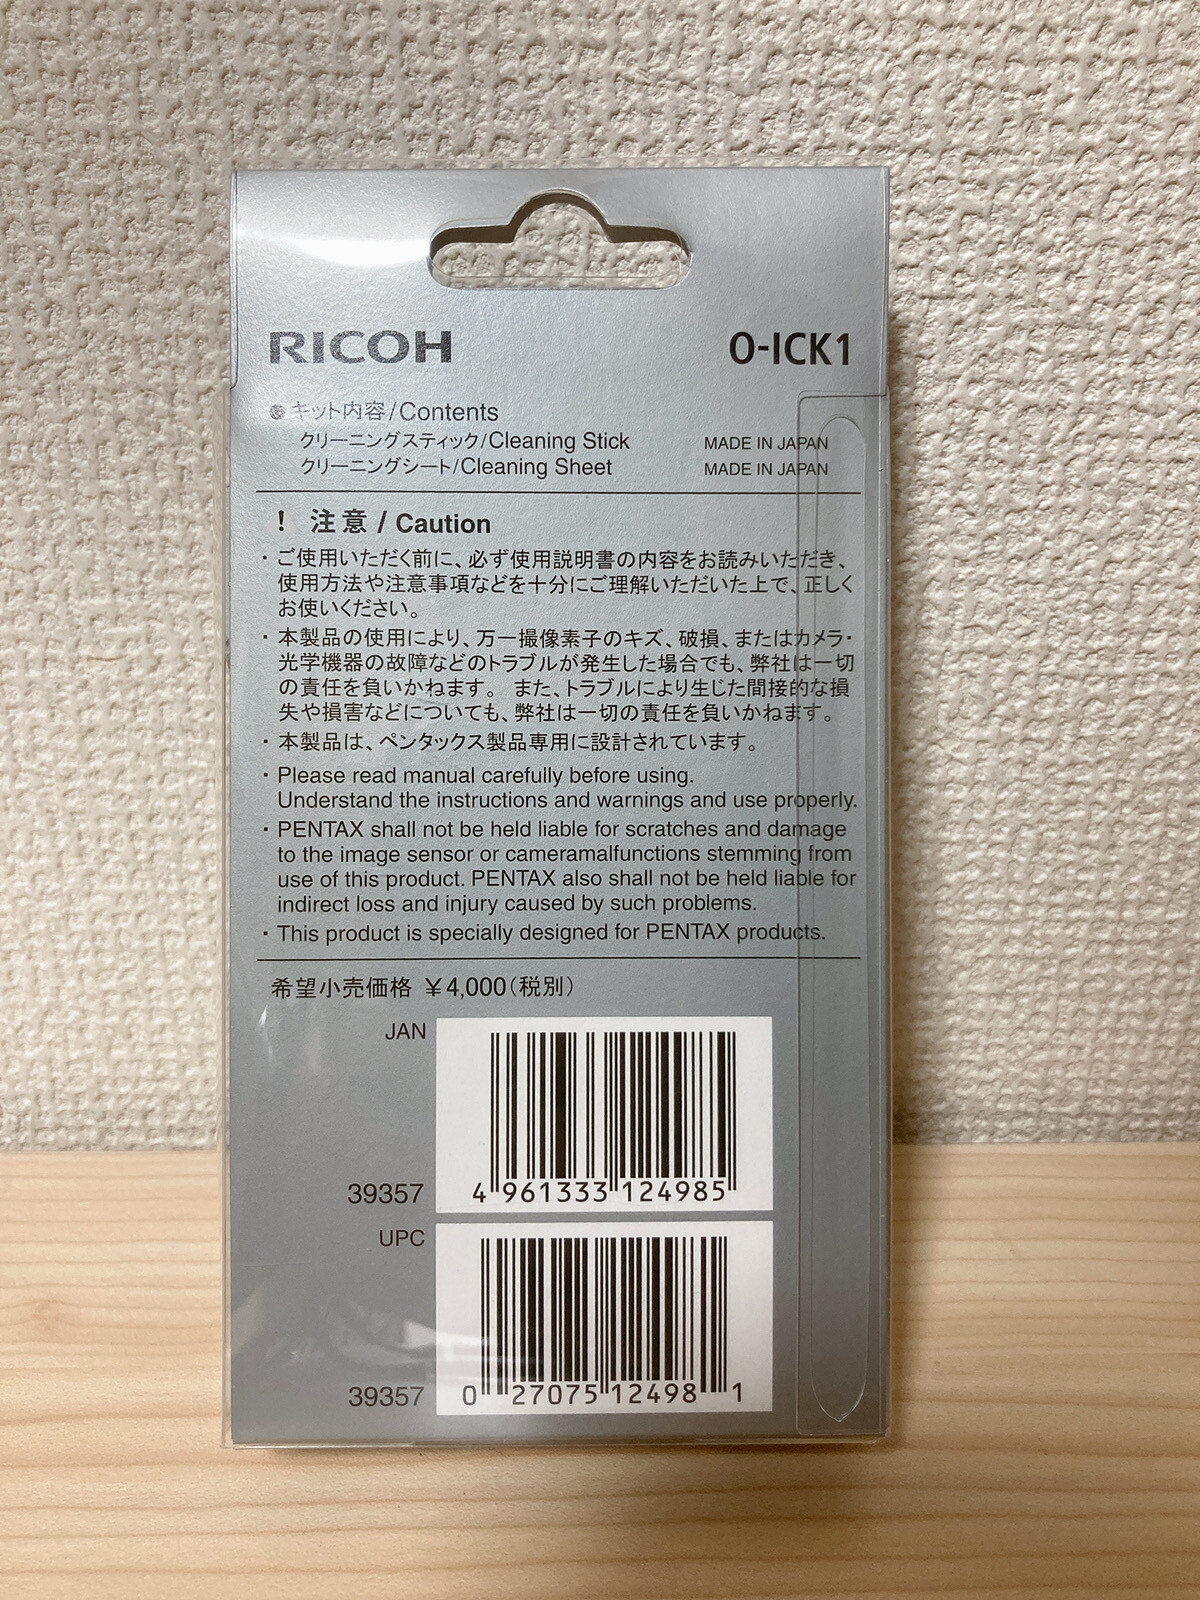 RICOH O-ICK1
● キット内容/Contents
クリーニングスティック/Cleaning Stick MADE IN JAPAN
クリーニングシート/Cleaning Sheet MADE IN JAPAN
! 注意 / Caution
・ご使用いただく前に、必ず使用説明書の内容をお読みいただき、
使用方法や注意事項などを十分にご理解いただいた上で、正しく
お使いください。
・本製品の使用により、万一撮像素子のキズ、破損、またはカメラ・
光学機器の故障などのトラブルが発生した場合でも、弊社は一切
の責任を負いかねます。 また、トラブルにより生じた間接的な損
失や損害などについても、弊社は一切の責任を負いかねます。
・本製品は、ペンタックス製品専用に設計されています。
・Please read manual carefully before using.
Understand the instructions and warnings and use properly.
・PENTAX shall not be held liable for scratches and damage
to the image sensor or cameramalfunctions stemming from
use of this product. PENTAX also shall not be held liable for
indirect loss and injury caused by such problems.
・This product is specially designed for PENTAX products.
希望小売価格 ¥4,000(税別)
JAN
39357 4 961333 124985
UPC
39357 0 27075 12498 1